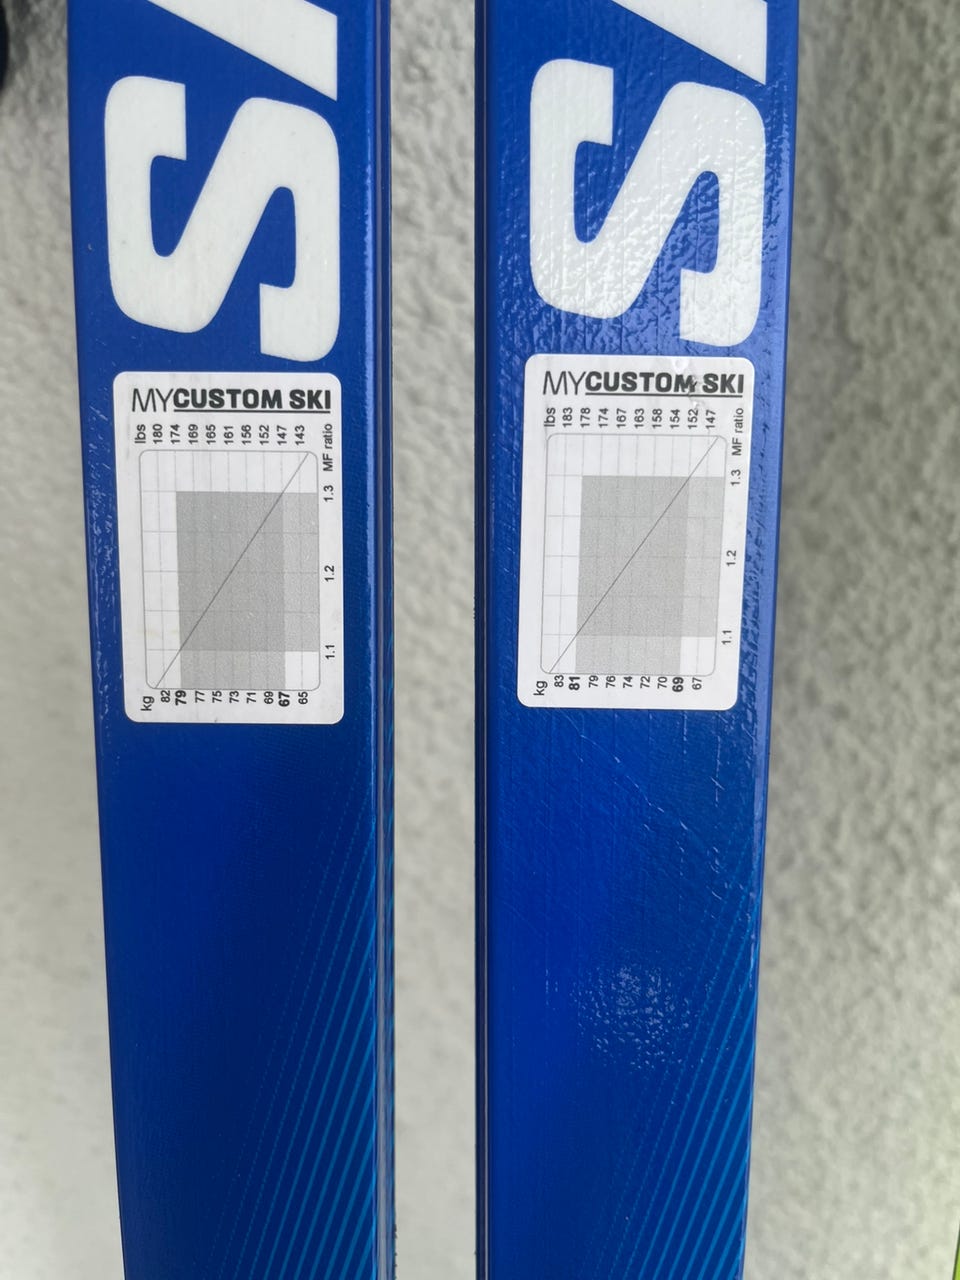 S
MYCUSTOM SKI
lbs 180 174 169 165 161 156 152 147 143
MF ratio
1.3
1.2
1.1
kg 82 79 77 75 73 71 69 67 65
S
MYCUSTOM SKI
lbs 183 178 174 167 163 158 154 152 147
MF ratio
1.3
1.2
1.1
kg 83 81 79 76 74 72 70 69 67